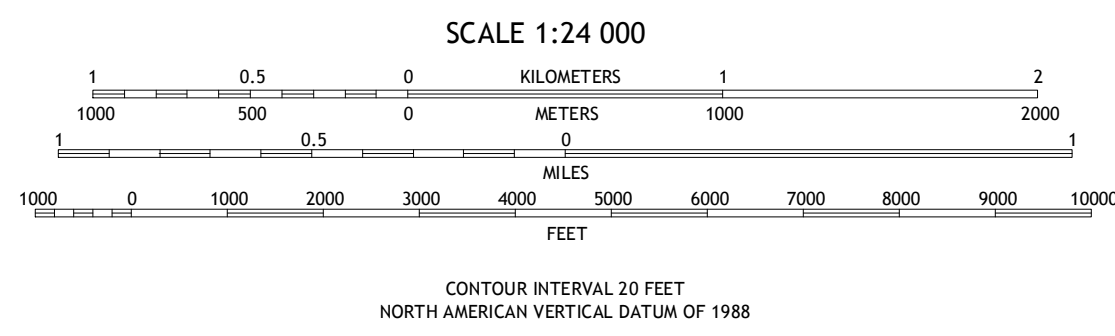 SCALE 1:24 000
1 0.5 0 KILOMETERS 1 2
1000 500 0 METERS 1000 2000
1 0.5 0 1
MILES
1000 0 1000 2000 3000 4000 5000 6000 7000 8000 9000 10000
FEET
CONTOUR INTERVAL 20 FEET
NORTH AMERICAN VERTICAL DATUM OF 1988